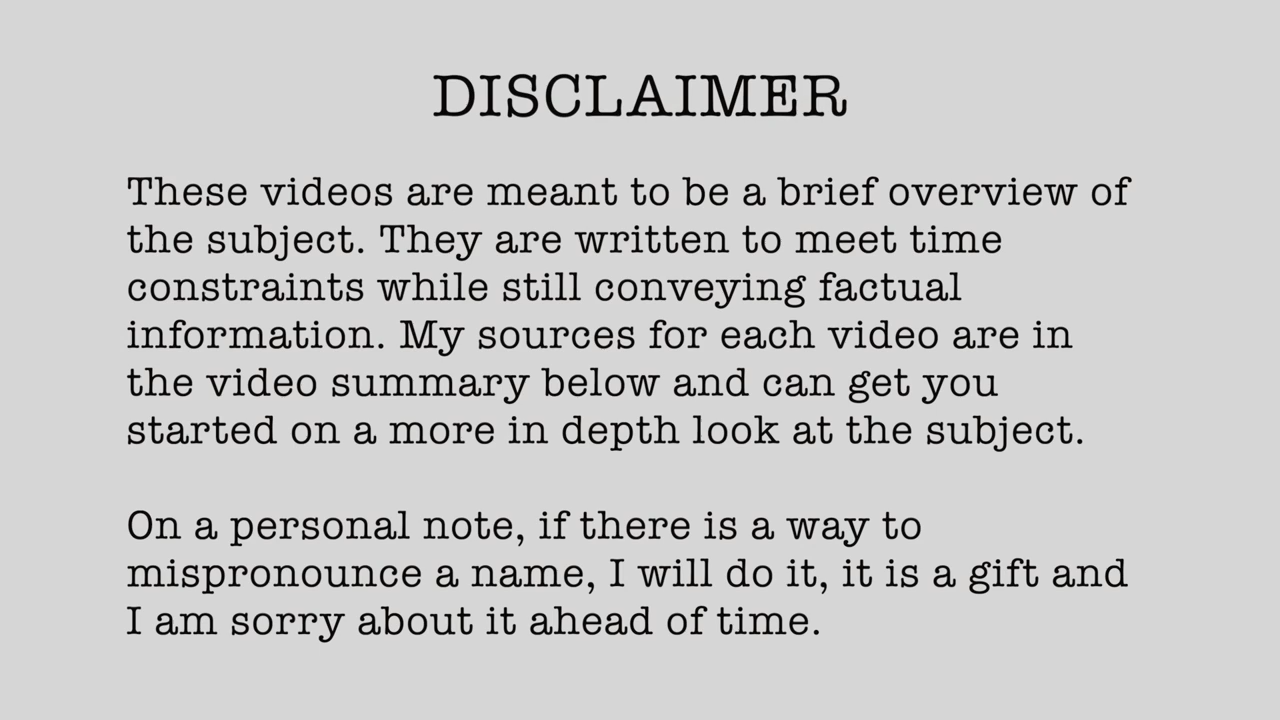 DISCLAIMER
These videos are meant to be a brief overview of
the subject. They are written to meet time
constraints while still conveying factual
information. My sources for each video are in
the video summary below and can get you
started on a more in depth look at the subject.
On a personal note, if there is a way to
mispronounce a name, I will do it, it is a gift and
I am sorry about it ahead of time.